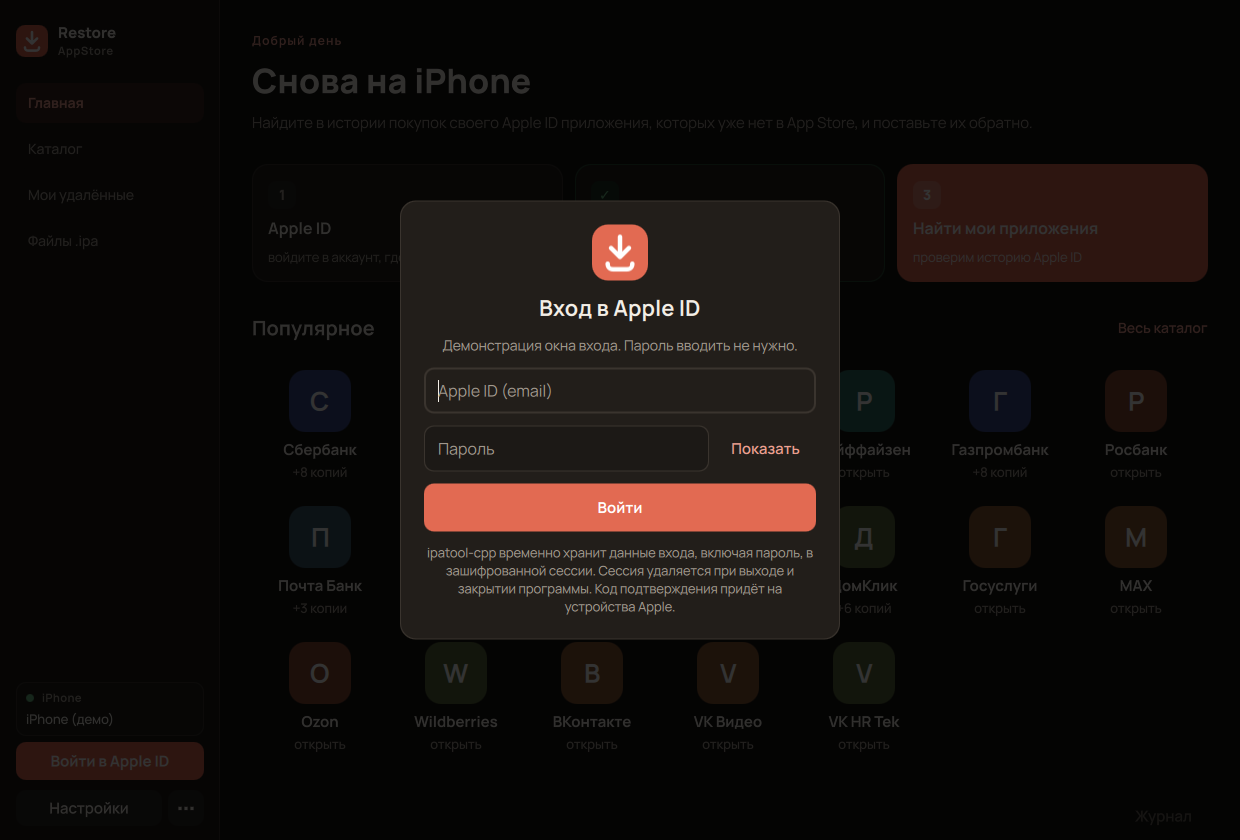 Restore
AppStore
Главная
Каталог
Мои удалённые
Файлы .ipa
iPhone
iPhone (демо)
Войти в Apple ID
Настройки
Добрый день
Снова на iPhone
Найдите в истории покупок своего Apple ID приложения, которых уже нет в App Store, и поставьте их обратно.
1
Apple ID
войдите в аккаунт, гд
✓
3
Найти мои приложения
проверим историю Apple ID
Популярное
Весь каталог
Вход в Apple ID
Демонстрация окна входа. Пароль вводить не нужно.
Apple ID (email)
Пароль
Показать
Войти
ipatool-cpp временно хранит данные входа, включая пароль, в
зашифрованной сессии. Сессия удаляется при выходе и
закрытии программы. Код подтверждения придёт на
устройства Apple.
С
Р
Г
Р
Сбербанк
йффайзен
Газпромбанк
Росбанк
+8 копий
открыть
+8 копий
открыть
П
Д
Г
M
Почта Банк
ДомКлик
Госуслуги
MAX
+3 копии
+6 копий
открыть
открыть
O
W
В
V
V
Ozon
Wildberries
ВКонтакте
VK Видео
VK HR Tek
открыть
открыть
открыть
открыть
открыть
Журнал